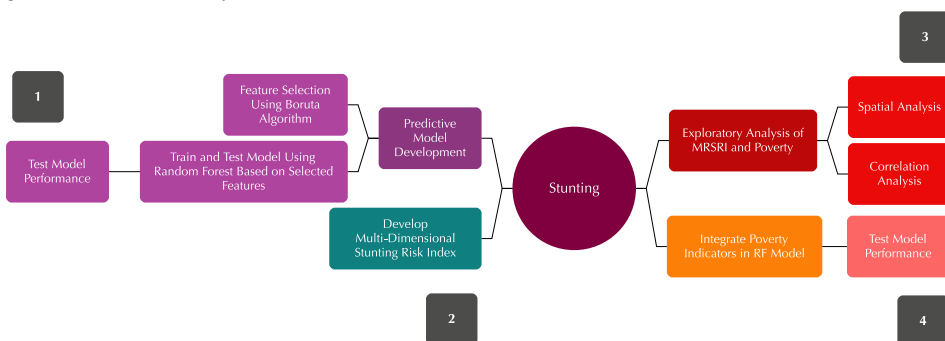 3
1
Feature Selection
Using Boruta
Algorithm
Predictive
Model
Development
Test Model
Performance
Train and Test Model Using
Random Forest Based on Selected
Features
Develop
Multi-Dimensional
Stunting Risk Index
2
Stunting
Exploratory Analysis of
MRSRI and Poverty
Spatial Analysis
Correlation
Analysis
Integrate Poverty
Indicators in RF Model
Test Model
Performance
4